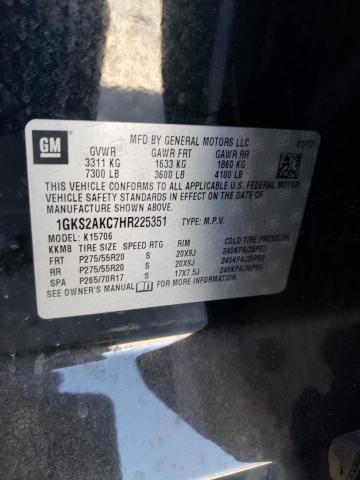 GM
MFD BY GENERAL MOTORS LLC
01/17
GVWR GAWR FRT GAWR RR
3311 KG 1633 KG 1860 KG
7300 LB 3600 LB 4100 LB
THIS VEHICLE CONFORMS TO ALL APPLICABLE U.S. FEDERAL MOTOR
VEHICLE SAFETY STANDARDS IN EFFECT ON THE DATE OF
MANUFACTURE SHOWN ABOVE.
1GKS2AKC7HR225351 TYPE: M.P.V.
MODEL: K15706
KKM8 TIRE SIZE SPEED RTG RIM COLD TIRE PRESSURE
FRT P275/55R20 S 20X9J 240KPA(35PSI)
RR P275/55R20 S 20X9J 240KPA(35PSI)
SPA P265/70R17 S 17X7.5J 240KPA(35PSI)
SEE OWNER'S MANUAL FOR MORE INFORMATION.